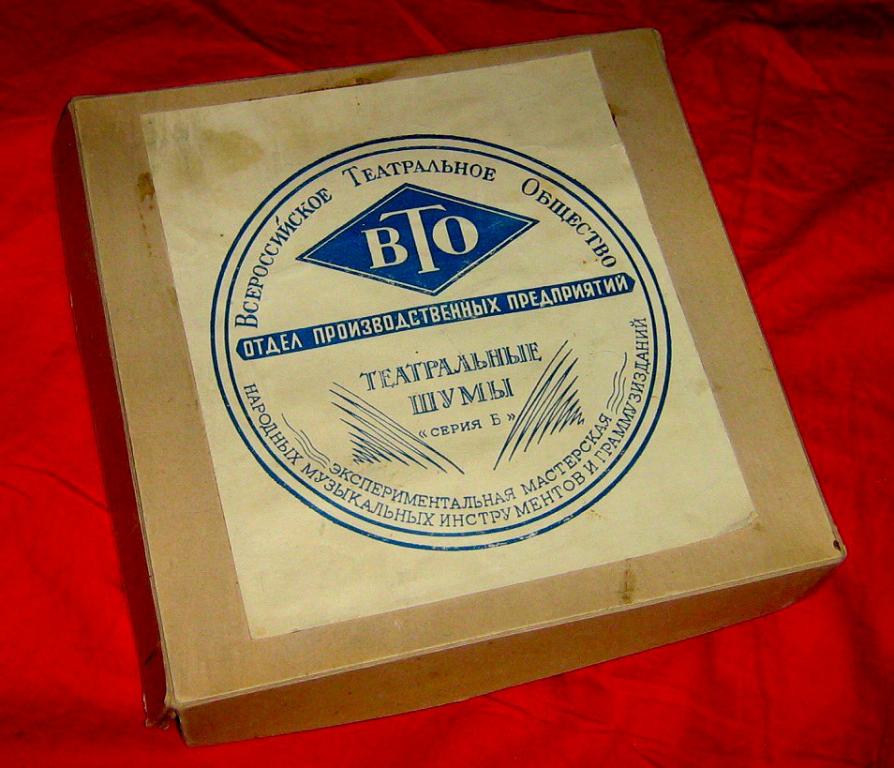 Всероссийское Театральное Общество
ВТО
ОТДЕЛ ПРОИЗВОДСТВЕННЫХ ПРЕДПРИЯТИЙ
ТЕАТРАЛЬНЫЕ
ШУМЫ
«СЕРИЯ Б»
ЭКСПЕРИМЕНТАЛЬНАЯ МАСТЕРСКАЯ
НАРОДНЫХ МУЗЫКАЛЬНЫХ ИНСТРУМЕНТОВ И ГРАММУЗИЗДАНИЙ